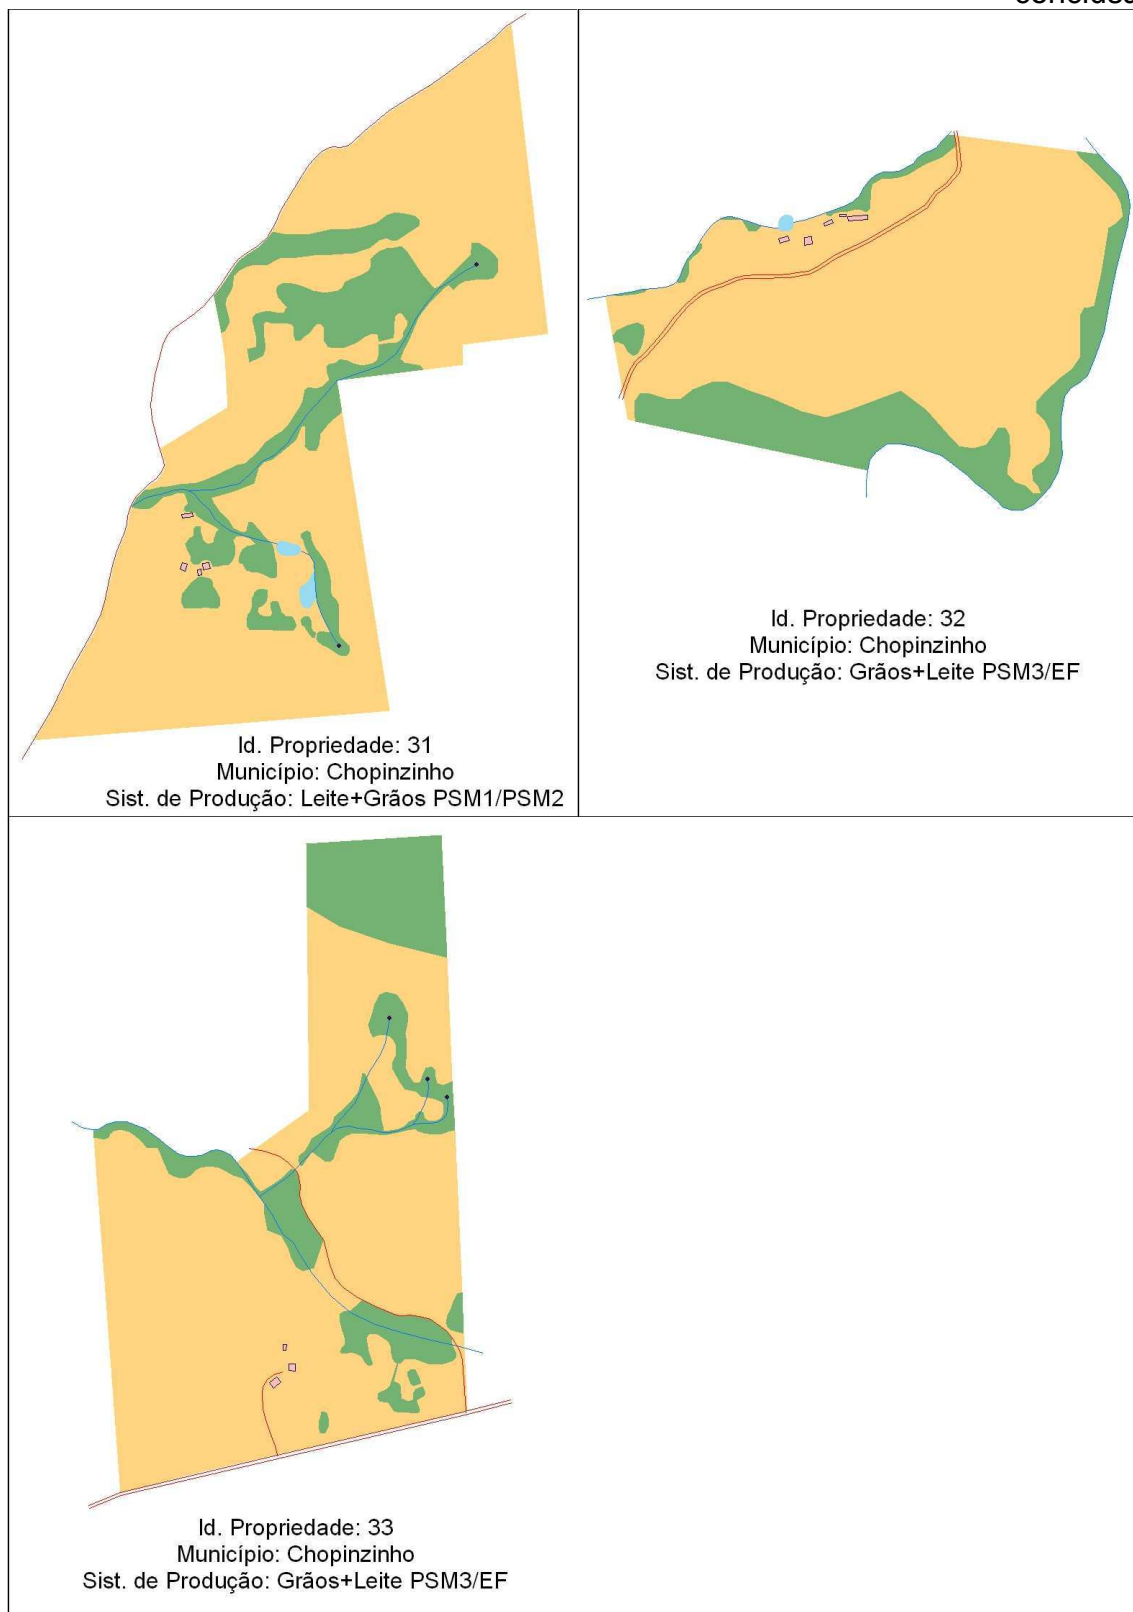 Id. Propriedade: 31
Município: Chopinzinho
Sist. de Produção: Leite+Grãos PSM1/PSM2
Id. Propriedade: 32
Município: Chopinzinho
Sist. de Produção: Grãos+Leite PSM3/EF
Id. Propriedade: 33
Município: Chopinzinho
Sist. de Produção: Grãos+Leite PSM3/EF